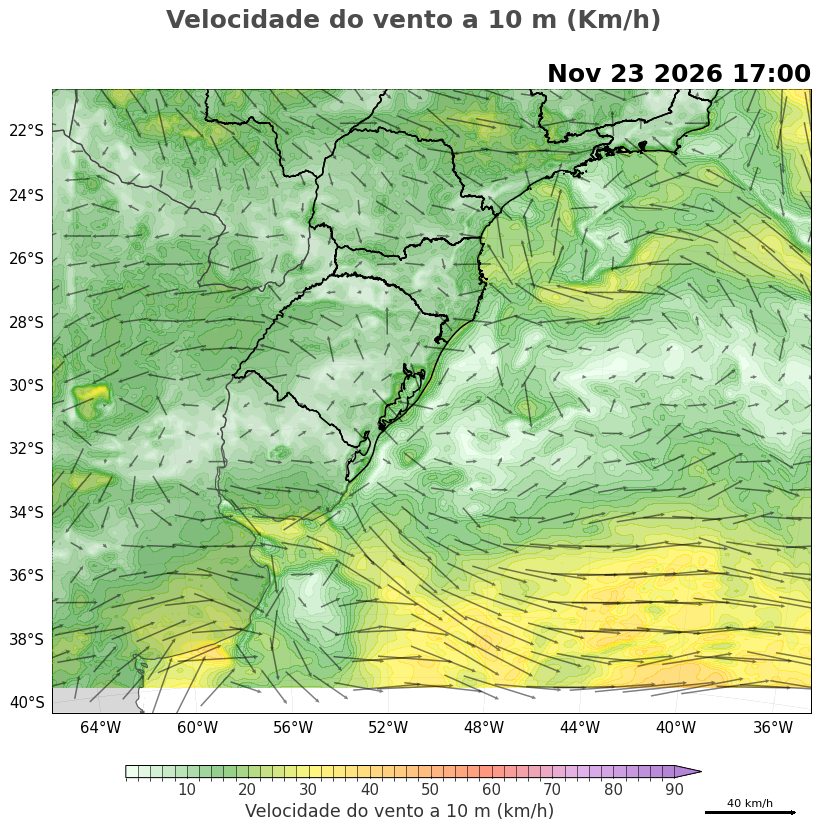 Velocidade do vento a 10 m (Km/h)
Nov 23 2026 17:00
22°S
24°S
26°S
28°S
30°S
32°S
34°S
36°S
38°S
40°S
64°W 60°W 56°W 52°W 48°W 44°W 40°W 36°W
10 20 30 40 50 60 70 80 90
Velocidade do vento a 10 m (km/h)
40 km/h